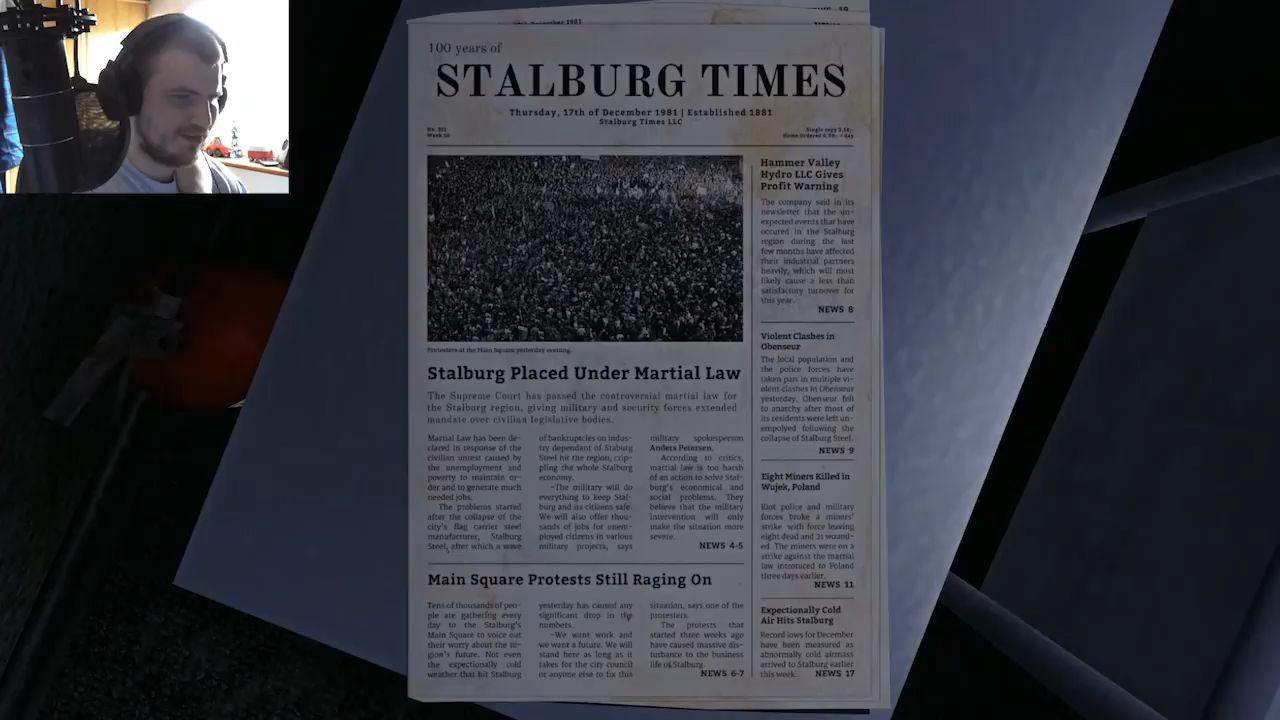 December 1981
100 years of
STALBURG TIMES
Thursday, 17th of December 1981 | Established 1881
Stalburg Times LLC
Week
Single copy
Protesters at the Main Square yesterday evening.
Stalburg Placed Under Martial Law
The Supreme Court has passed the controversial martial law for
the Stalburg region, giving military and security forces extended
mandate over civilian legislative bodies.
Martial Law has been de-
clared in response of the
civilian unrest caused by
the unemployment and
poverty to maintain or-
der and to generate much
needed jobs.
The problems started
after the collapse of the
city's flag carrier steel
manufacturer, Stalburg
Steel, after which a wave
of bankruptcies on indus-
try dependant of Staburg
Steel hit the region, crip-
pling the whole Stalburg
economy.
-The military will do
everything to keep Stal-
burg and its citizens safe.
We will also offer thou-
sands of jobs for unem-
ployed citizens in various
military projects, says
military spokesperson
Anders Petersen.
According to critics,
martial law is too harsh
of an action to solve Stal-
burg's economical and
social problems. They
believe that the military
intervention will only
make the situation more
severe.
NEWS 4-5
Main Square Protests Still Raging On
Tens of thousands of peo-
ple are gathering every
day to the Stalburg's
Main Square to voice out
their worry about the re-
gion's future. Not even
the expectionally cold
weather that hit Stalburg
yesterday has caused any
significant drop in the
numbers.
-We want work and
we want a future. We will
stand here as long as it
takes for the city council
or anyone else to fix this
situation, says one of the
protesters.
The protests that
started three weeks ago
have caused massive dis-
turbance to the business
life of Stalburg.
NEWS 6-7
Hammer Valley
Hydro LLC Gives
Profit Warning
The company said in its
newsletter that the un-
expected events that have
occured in the Stalburg
region during the last
few months have affected
their industrial partners
heavily, which will most
likely cause a less than
satisfactory turnover for
this year.
NEWS 8
Violent Clashes in
Obenseur
The local population and
the police forces have
taken part in multiple vi-
olent clashes in Obenseur
yesterday. Obenseur fell
to anarchy after most of
its residents were left un-
empolyed following the
collapse of Stalburg Steel.
NEWS 9
Eight Miners Killed in
Wujek, Poland
Riot police and military
forces broke a miners'
strike with force leaving
eight dead and 21 wound-
ed. The miners were on a
strike against the martial
law introduced to Poland
three days earlier.
NEWS 11
Expectionally Cold
Air Hits Stalburg
Record lows for December
have been measured as
abnormally cold airmass
arrived to Stalburg earlier
this week.
NEWS 17